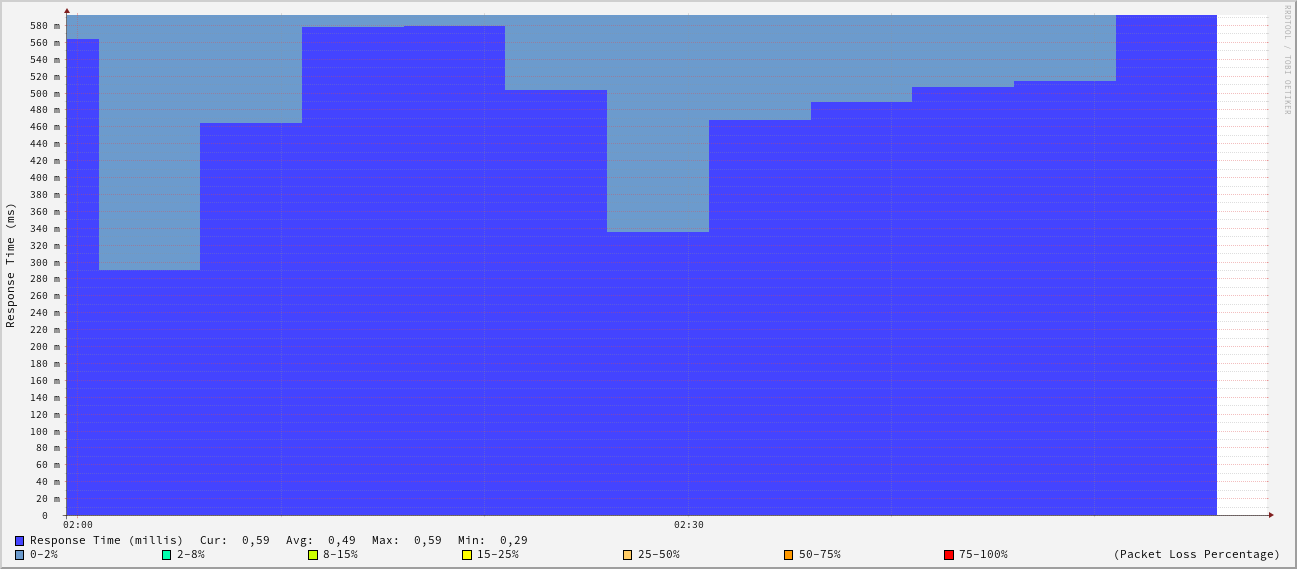 RRDTOOL / TOBI OETIKER
Response Time (ms)
580 m
560 m
540 m
520 m
500 m
480 m
460 m
440 m
420 m
400 m
380 m
360 m
340 m
320 m
300 m
280 m
260 m
240 m
220 m
200 m
180 m
160 m
140 m
120 m
100 m
80 m
60 m
40 m
20 m
0
02:00 02:30
Response Time (millis) Cur: 0,59 Avg: 0,49 Max: 0,59 Min: 0,29
0-2% 2-8% 8-15% 15-25% 25-50% 50-75% 75-100% (Packet Loss Percentage)